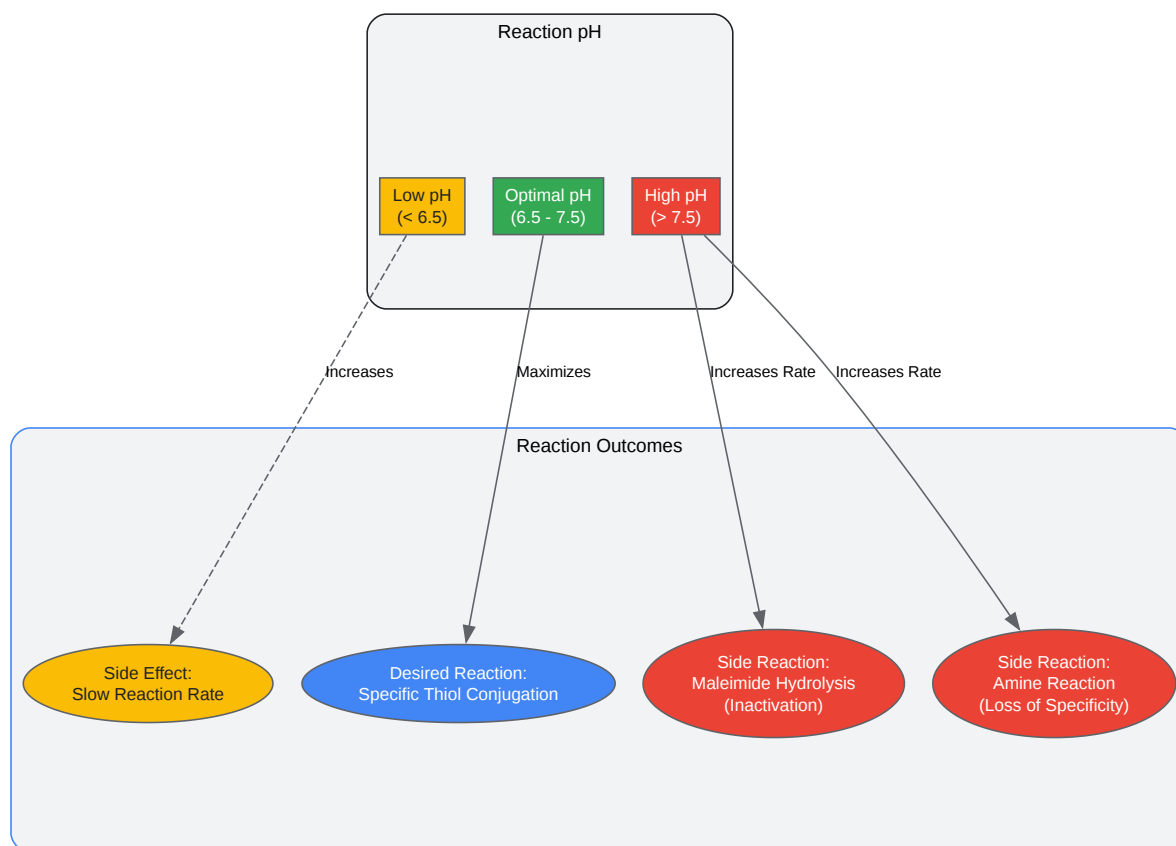 Reaction pH
Low pH
(< 6.5)
Optimal pH
(6.5 - 7.5)
High pH
(> 7.5)
Increases
Maximizes
Increases Rate
Increases Rate
Reaction Outcomes
Side Effect:
Slow Reaction Rate
Desired Reaction:
Specific Thiol Conjugation
Side Reaction:
Maleimide Hydrolysis
(Inactivation)
Side Reaction:
Amine Reaction
(Loss of Specificity)